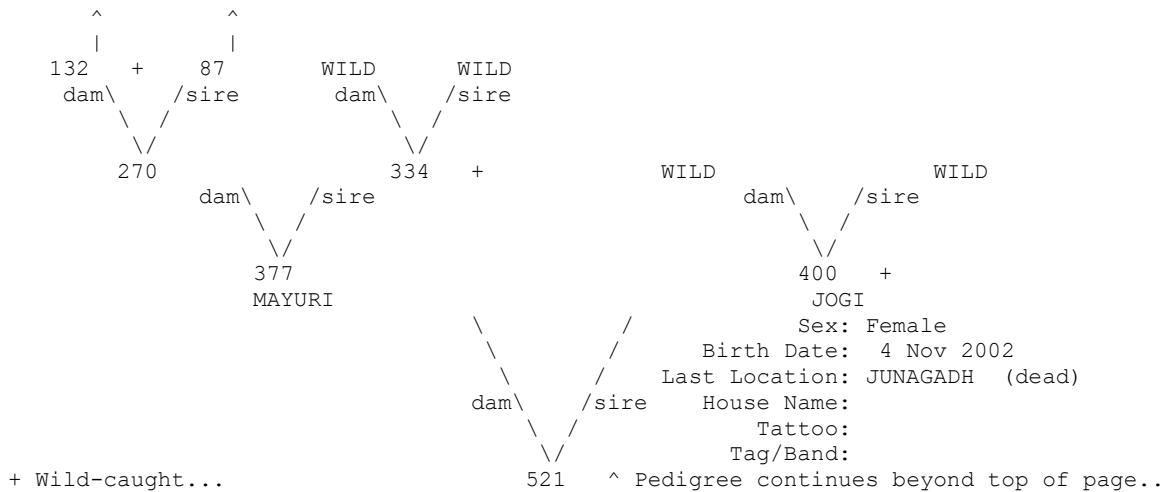 ^ ^
| |
132 + 87 WILD WILD
dam\ /sire dam\ /sire
\ / \ /
\/ \/
270 334 + WILD WILD
dam\ /sire dam\ /sire
\ / \ /
\/ \/
377 400 +
MAYURI JOGI
\ / Sex: Female
\ / Birth Date: 4 Nov 2002
\ / Last Location: JUNAGADH (dead)
dam\ /sire House Name:
\ / Tattoo:
\/ Tag/Band:
+ Wild-caught... 521 ^ Pedigree continues beyond top of page..